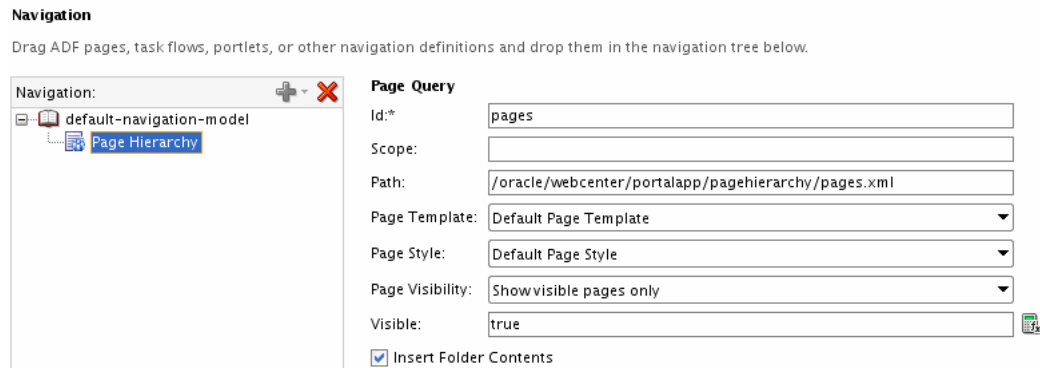 Navigation
Drag ADF pages, task flows, portlets, or other navigation definitions and drop them in the navigation tree below.
Navigation:
default-navigation-model
Page Hierarchy
Page Query
Id:* pages
Scope:
Path: /oracle/webcenter/portalapp/pagehierarchy/pages.xml
Page Template: Default Page Template
Page Style: Default Page Style
Page Visibility: Show visible pages only
Visible: true
Insert Folder Contents